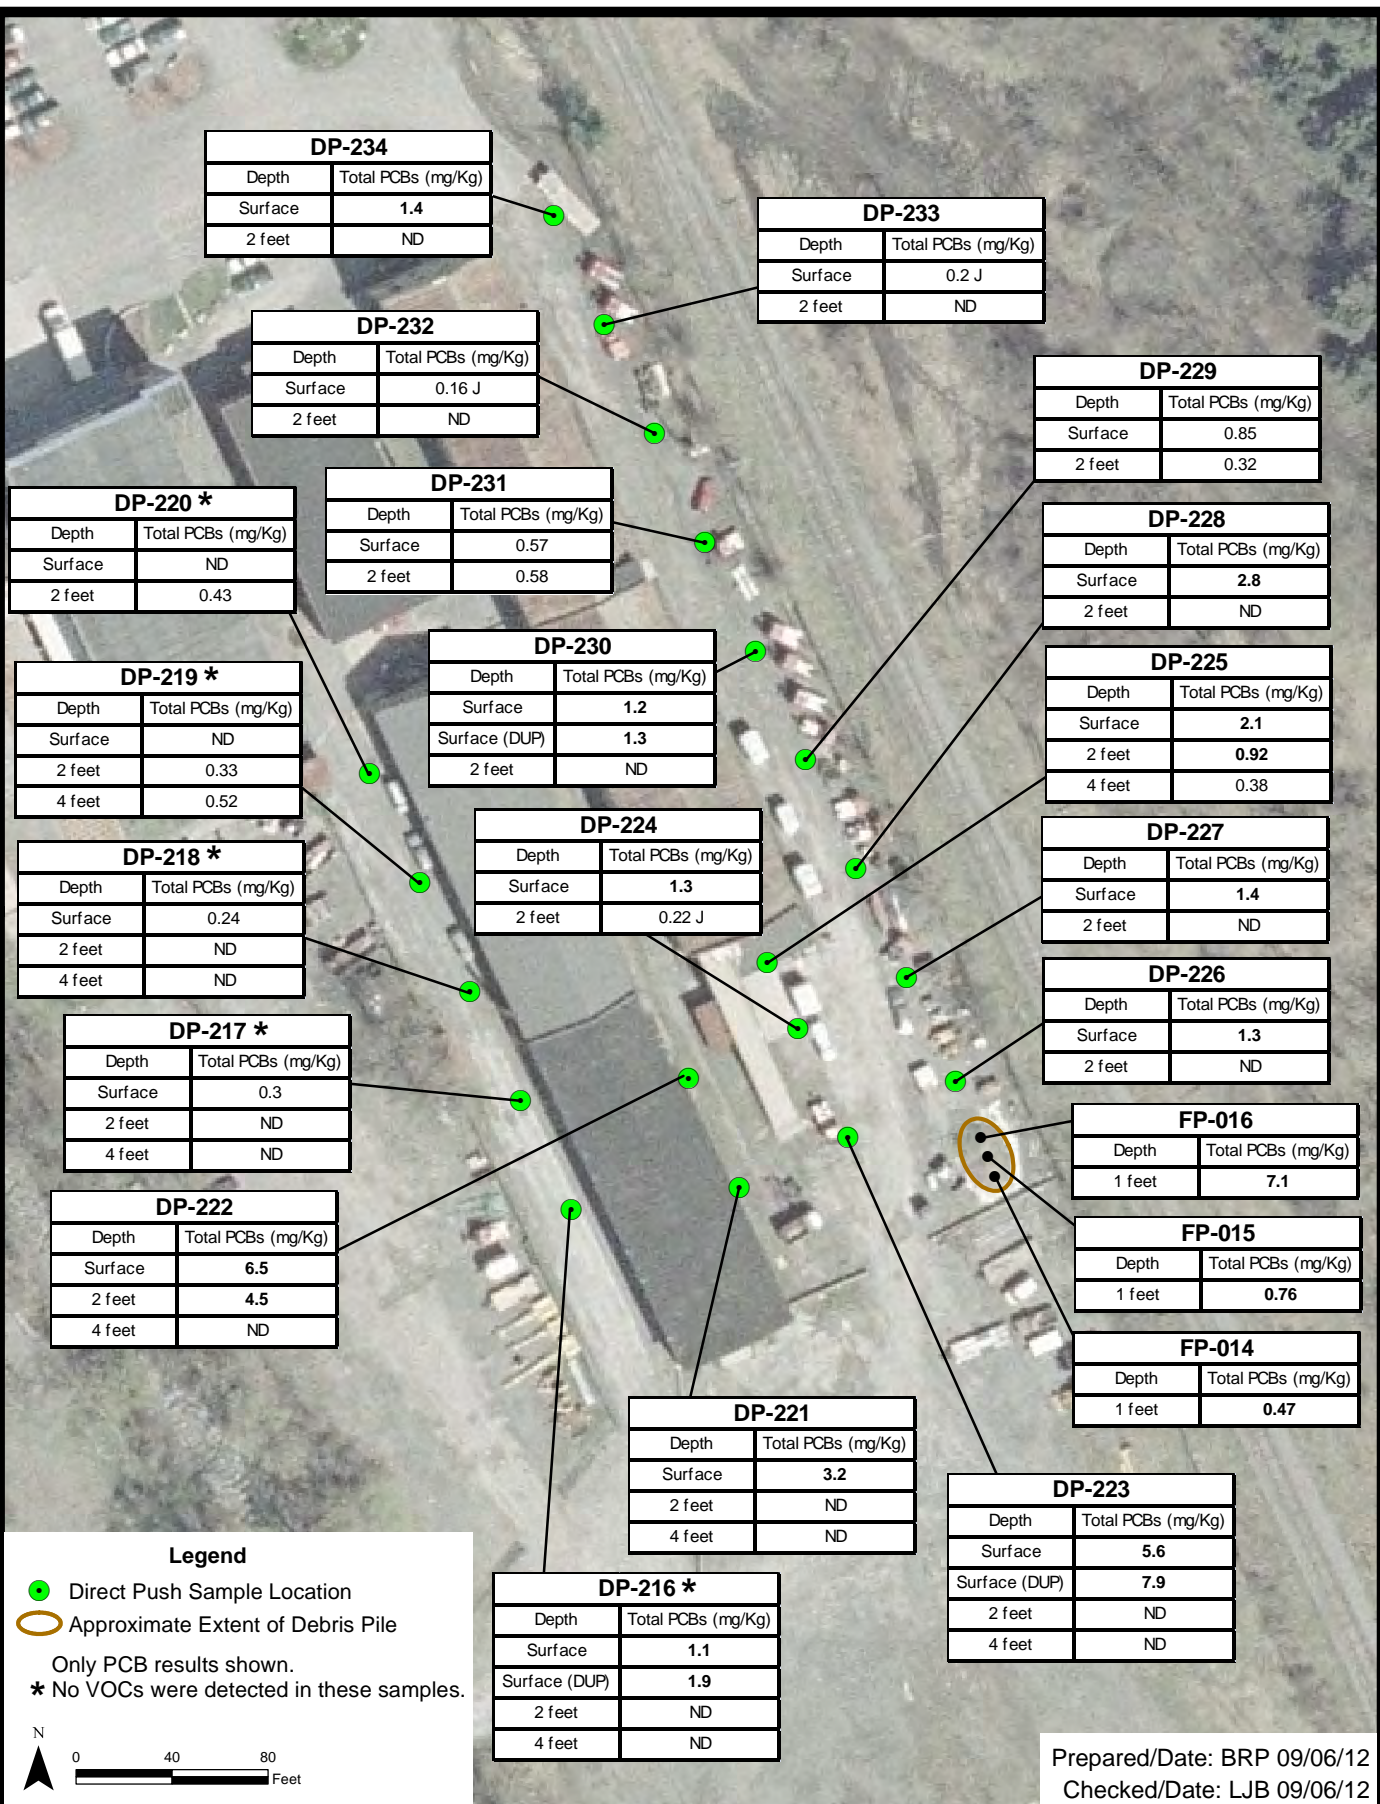 DP-234
Depth Total PCBs (mg/Kg)
Surface 1.4
2 feet ND
DP-233
Depth Total PCBs (mg/Kg)
Surface 0.2 J
2 feet ND
DP-232
Depth Total PCBs (mg/Kg)
Surface 0.16 J
2 feet ND
DP-229
Depth Total PCBs (mg/Kg)
Surface 0.85
2 feet 0.32
DP-231
Depth Total PCBs (mg/Kg)
Surface 0.57
2 feet 0.58
DP-220 *
Depth Total PCBs (mg/Kg)
Surface ND
2 feet 0.43
DP-228
Depth Total PCBs (mg/Kg)
Surface 2.8
2 feet ND
DP-230
Depth Total PCBs (mg/Kg)
Surface 1.2
Surface (DUP) 1.3
2 feet ND
DP-225
Depth Total PCBs (mg/Kg)
Surface 2.1
2 feet 0.92
4 feet 0.38
DP-219 *
Depth Total PCBs (mg/Kg)
Surface ND
2 feet 0.33
4 feet 0.52
DP-224
Depth Total PCBs (mg/Kg)
Surface 1.3
2 feet 0.22 J
DP-227
Depth Total PCBs (mg/Kg)
Surface 1.4
2 feet ND
DP-218 *
Depth Total PCBs (mg/Kg)
Surface 0.24
2 feet ND
4 feet ND
DP-226
Depth Total PCBs (mg/Kg)
Surface 1.3
2 feet ND
DP-217 *
Depth Total PCBs (mg/Kg)
Surface 0.3
2 feet ND
4 feet ND
FP-016
Depth Total PCBs (mg/Kg)
1 feet 7.1
DP-222
Depth Total PCBs (mg/Kg)
Surface 6.5
2 feet 4.5
4 feet ND
FP-015
Depth Total PCBs (mg/Kg)
1 feet 0.76
FP-014
Depth Total PCBs (mg/Kg)
1 feet 0.47
DP-221
Depth Total PCBs (mg/Kg)
Surface 3.2
2 feet ND
4 feet ND
DP-223
Depth Total PCBs (mg/Kg)
Surface 5.6
Surface (DUP) 7.9
2 feet ND
4 feet ND
DP-216 *
Depth Total PCBs (mg/Kg)
Surface 1.1
Surface (DUP) 1.9
2 feet ND
4 feet ND
Legend
Direct Push Sample Location
Approximate Extent of Debris Pile
Only PCB results shown.
* No VOCs were detected in these samples.
N
0 40 80
Feet
Prepared/Date: BRP 09/06/12
Checked/Date: LJB 09/06/12